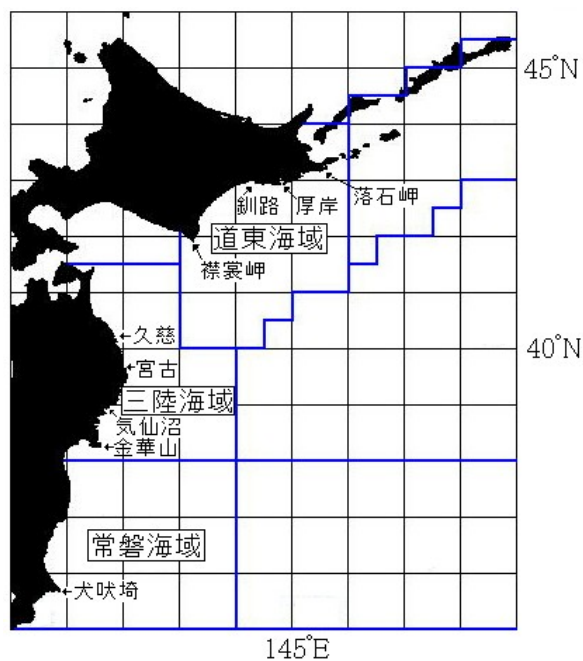 45°N
釧路
厚岸
落石岬
道東海域
襟裳岬
久慈
40°N
宮古
三陸海域
気仙沼
金華山
常磐海域
犬吠埼
145°E